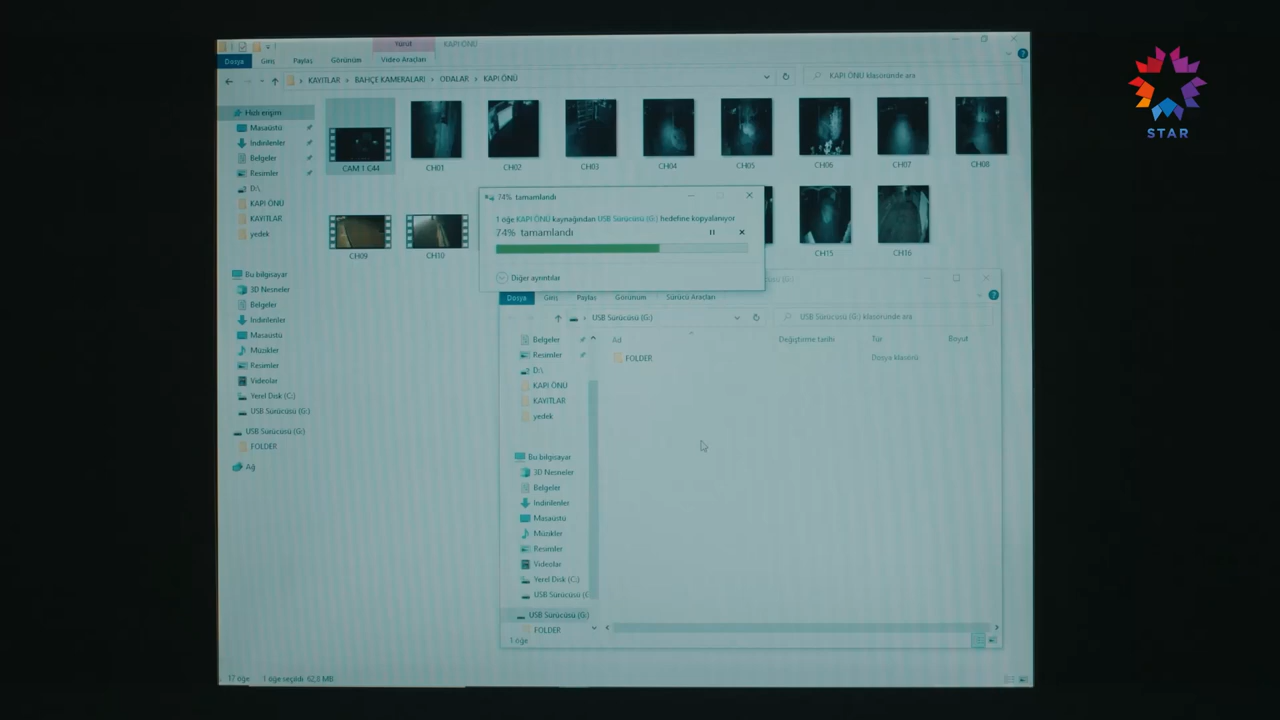 Yürüt KAPI ÖNÜ
Dosya Giriş Paylaş Görünüm Video Araçları
KAYITLAR > BAHÇE KAMERALARI > ODALAR > KAPI ÖNÜ
KAPI ÖNÜ klasöründe ara
STAR
Hızlı erişim
Masaüstü
İndirilenler
Belgeler
Resimler
D:\
KAPI ÖNÜ
KAYITLAR
yedek
Bu bilgisayar
3D Nesneler
Belgeler
İndirilenler
Masaüstü
Müzikler
Resimler
Videolar
Yerel Disk (C:)
USB Sürücüsü (G:)
USB Sürücüsü (G:)
FOLDER
Ağ
CAM 1 C44 CH01 CH02 CH03 CH04 CH05 CH06 CH07 CH08
CH09 CH10 CH15 CH16
74% tamamlandı
1 öğe KAPI ÖNÜ kaynağından USB Sürücüsü (G:) hedefine kopyalanıyor
74% tamamlandı
Diğer ayrıntılar
Dosya Giriş Paylaş Görünüm Sürücü Araçları
> USB Sürücüsü (G:)
USB Sürücüsü (G:) klasöründe ara
Ad Değiştirme tarihi Tür Boyut
FOLDER Dosya klasörü
Belgeler
Resimler
D:\
KAPI ÖNÜ
KAYITLAR
yedek
Bu bilgisayar
3D Nesneler
Belgeler
İndirilenler
Masaüstü
Müzikler
Resimler
Videolar
Yerel Disk (C:)
USB Sürücüsü (
USB Sürücüsü (G:)
FOLDER
1 öğe
17 öğe 1 öğe seçildi 62,8 MB